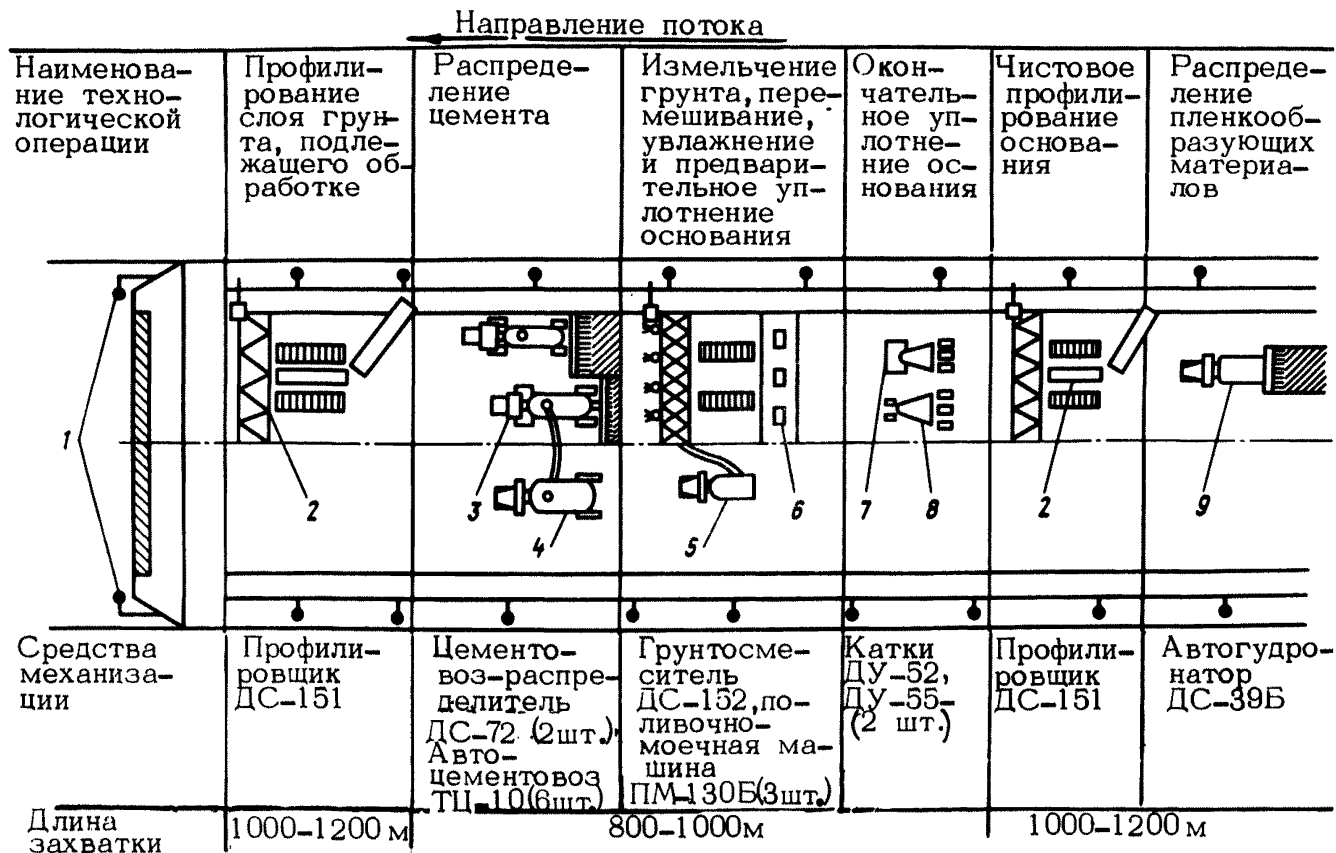 Направление потока
Наименова-
ние техно-
логической
операции
Профили-
рование
слоя грун-
та, подле-
жащего об-
работке
Распреде-
ление
цемента
Измельчение
грунта, пере-
мешивание,
увлажнение
и предвари-
тельное уп-
лотнение
основания
Окон-
чатель-
ное уп-
лотне-
ние ос-
нования
Чистовое
профили-
рование
основа-
ния
Распреде-
ление
пленкооб-
разующих
материа-
лов
1
2
3
4
5
6
7
8
2
9
Средства
механиза-
ции
Профили-
ровщик
ДС-151
Цементо-
воз-распре-
делитель
ДС-72 (2шт.),
Авто-
цементовоз
ТЦ-10(6шт.)
Грунтосме-
ситель
ДС-152, по-
ливочно-
моечная ма-
шина
ПМ-130Б(3шт.)
Катки
ДУ-52,
ДУ-55-
(2 шт.)
Профили-
ровщик
ДС-151
Автогудро-
натор
ДС-39Б
Длина
захватки
1000-1200 м
800-1000м
1000-1200 м